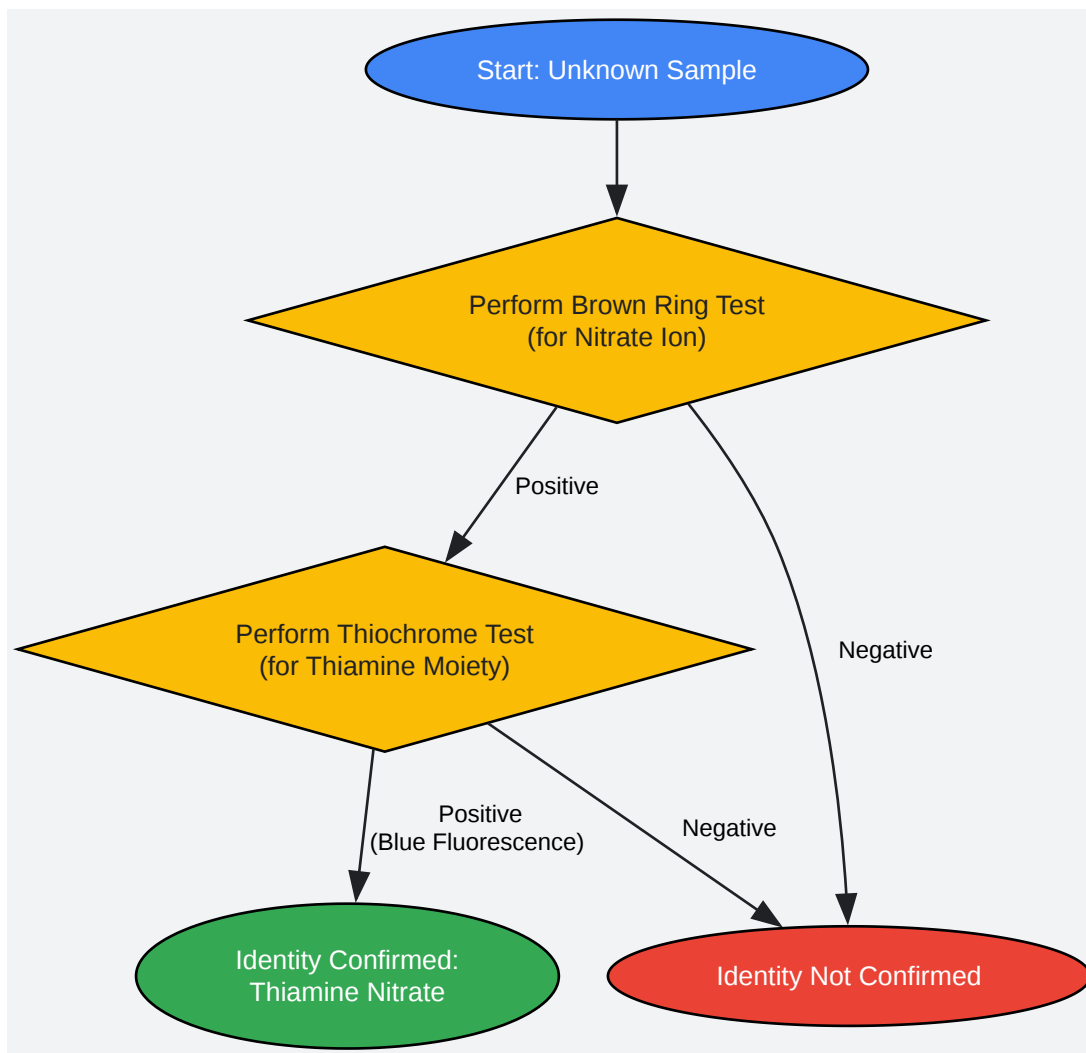 Start: Unknown Sample
Perform Brown Ring Test
(for Nitrate Ion)
Positive
Perform Thiochrome Test
(for Thiamine Moiety)
Negative
Positive
(Blue Fluorescence)
Negative
Identity Confirmed:
Thiamine Nitrate
Identity Not Confirmed